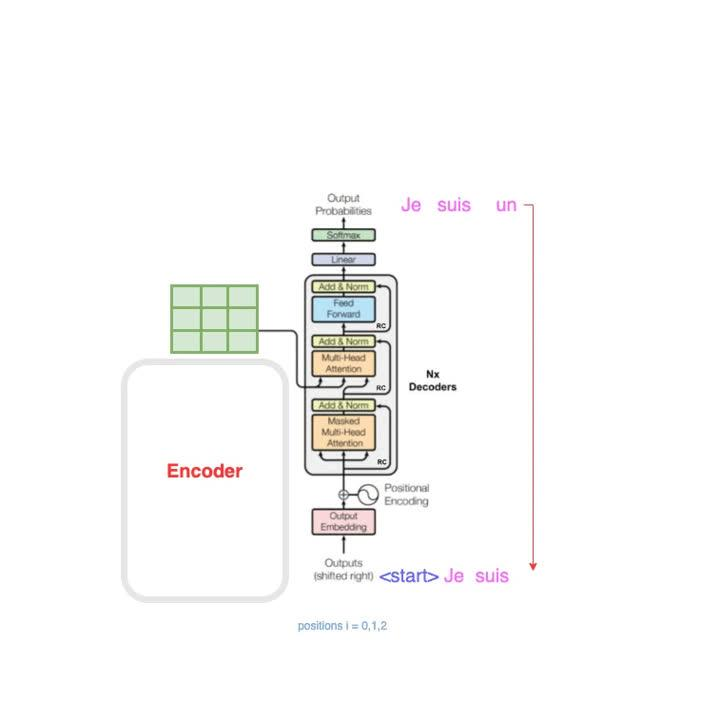 Output
Probabilities
Je suis un
Softmax
Linear
Add & Norm
Feed
Forward
RC
Add & Norm
Multi-Head
Attention
RC
Nx
Decoders
Add & Norm
Masked
Multi-Head
Attention
RC
Encoder
Positional
Encoding
Output
Embedding
Outputs
(shifted right) <start> Je suis
positions i = 0,1,2